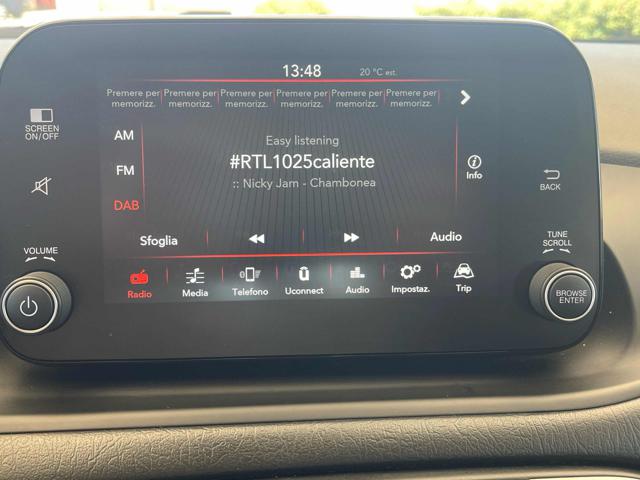 13:48
20 °C est.
Premere per memorizz.
Premere per memorizz.
Premere per memorizz.
Premere per memorizz.
Premere per memorizz.
Premere per memorizz.
SCREEN
ON/OFF
AM
FM
DAB
Easy listening
#RTL1025caliente
:: Nicky Jam - Chambonea
Info
BACK
VOLUME
Sfoglia
Audio
TUNE
SCROLL
Radio
Media
Telefono
Uconnect
Audio
Impostaz.
Trip
BROWSE
ENTER